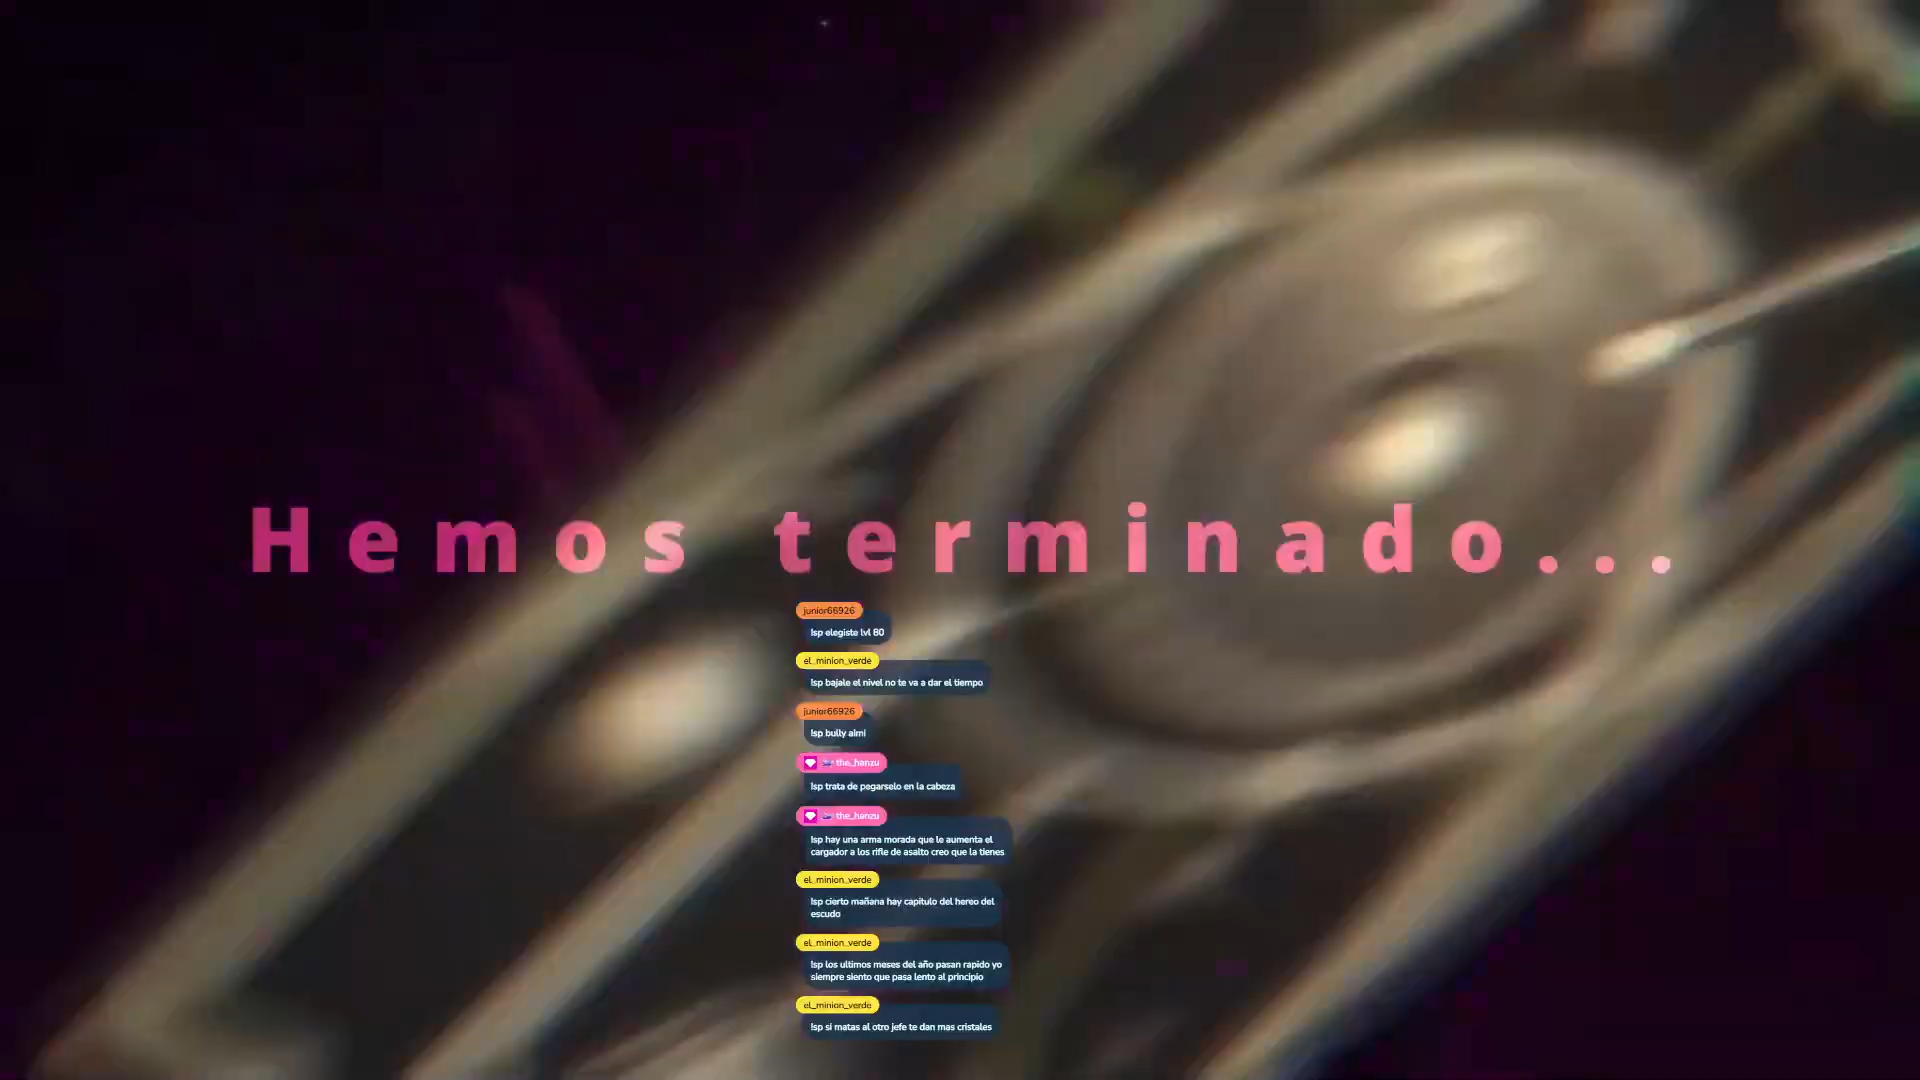 Hemos terminado...
junior66926
!sp elegiste lvl 80
el_minion_verde
!sp bajale el nivel no te va a dar el tiempo
junior66926
!sp bully aimi
the_hanzu
!sp trata de pegarselo en la cabeza
the_hanzu
!sp hay una arma morada que le aumenta el
cargador a los rifle de asalto creo que la tienes
el_minion_verde
!sp cierto mañana hay capitulo del hereo del
escudo
el_minion_verde
!sp los ultimos meses del año pasan rapido yo
siempre siento que pasa lento al principio
el_minion_verde
!sp si matas al otro jefe te dan mas cristales